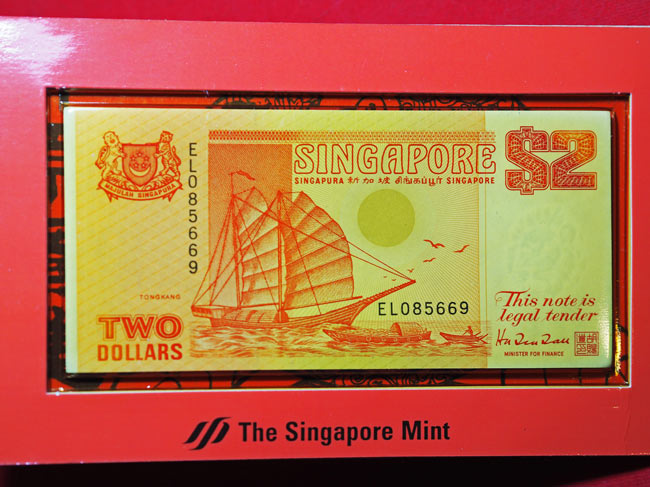 SINGAPORE
$2
SINGAPURA 新加坡 சிங்கப்பூர் SINGAPORE
MAJULAH SINGAPURA
EL085669
TONGKANG
EL085669
TWO
DOLLARS
This note is
legal tender
MINISTER FOR FINANCE
The Singapore Mint